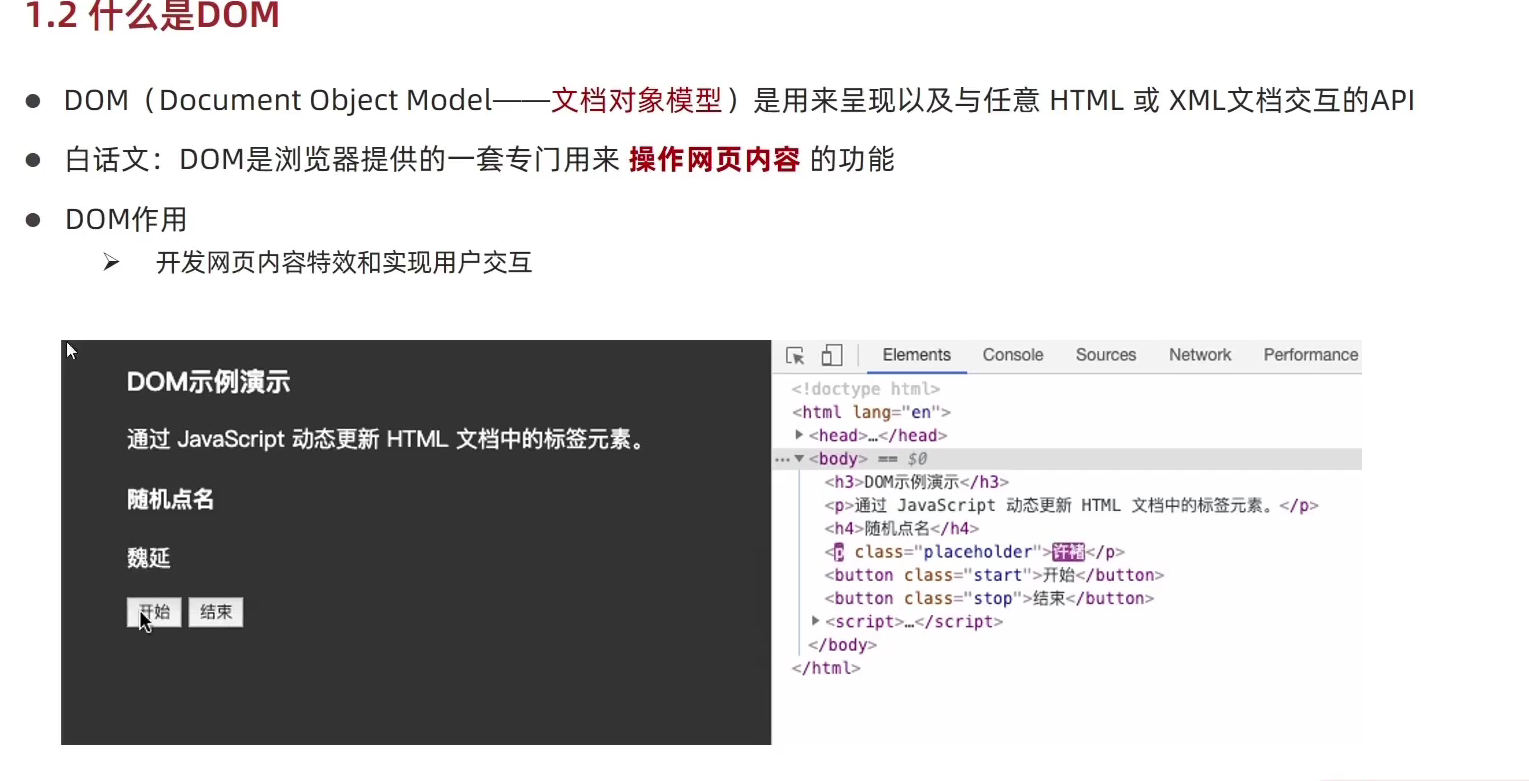 1.2 什么是DOM
DOM（Document Object Model——文档对象模型）是用来呈现以及与任意 HTML 或 XML文档交互的API
白话文：DOM是浏览器提供的一套专门用来 操作网页内容 的功能
DOM作用
开发网页内容特效和实现用户交互
DOM示例演示
通过 JavaScript 动态更新 HTML 文档中的标签元素。
随机点名
魏延
开始 结束
Elements Console Sources Network Performance
<!doctype html>
<html lang="en">
<head>…</head>
<body> == $0
<h3>DOM示例演示</h3>
<p>通过 JavaScript 动态更新 HTML 文档中的标签元素。</p>
<h4>随机点名</h4>
<p class="placeholder">许褚</p>
<button class="start">开始</button>
<button class="stop">结束</button>
<script>…</script>
</body>
</html>